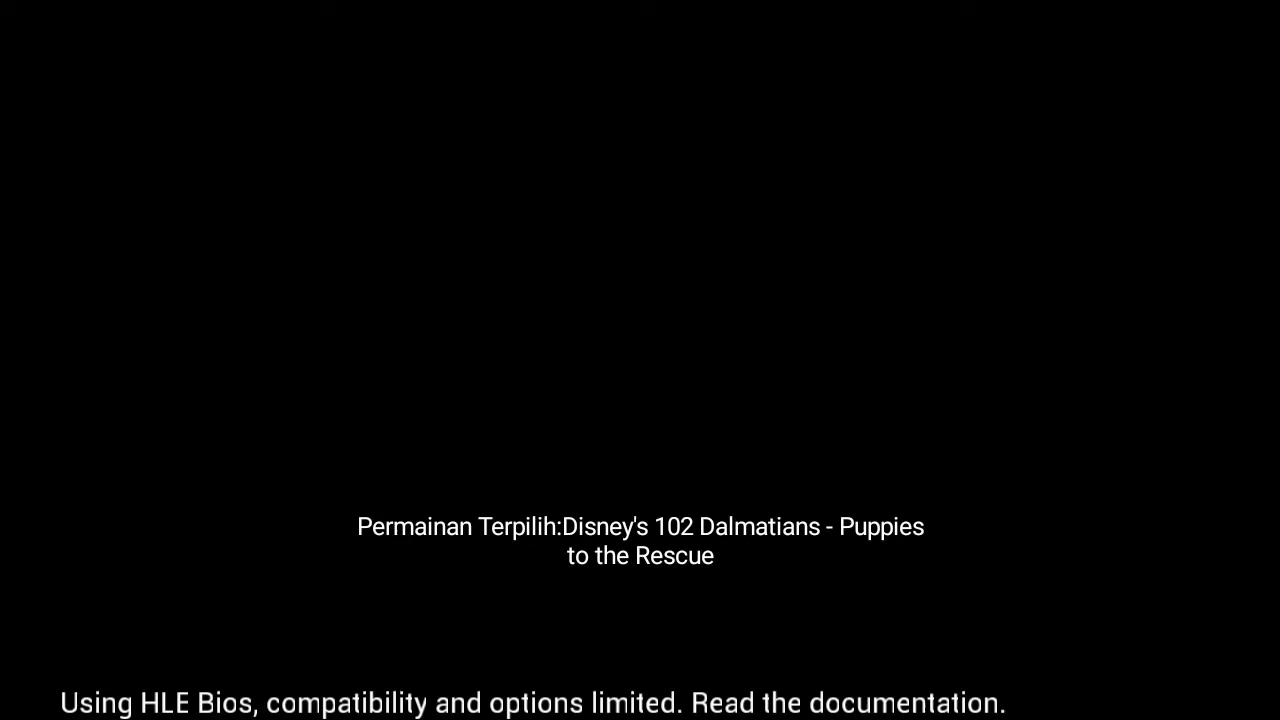 Permainan Terpilih:Disney's 102 Dalmatians - Puppies
to the Rescue
Using HLE Bios, compatibility and options limited. Read the documentation.